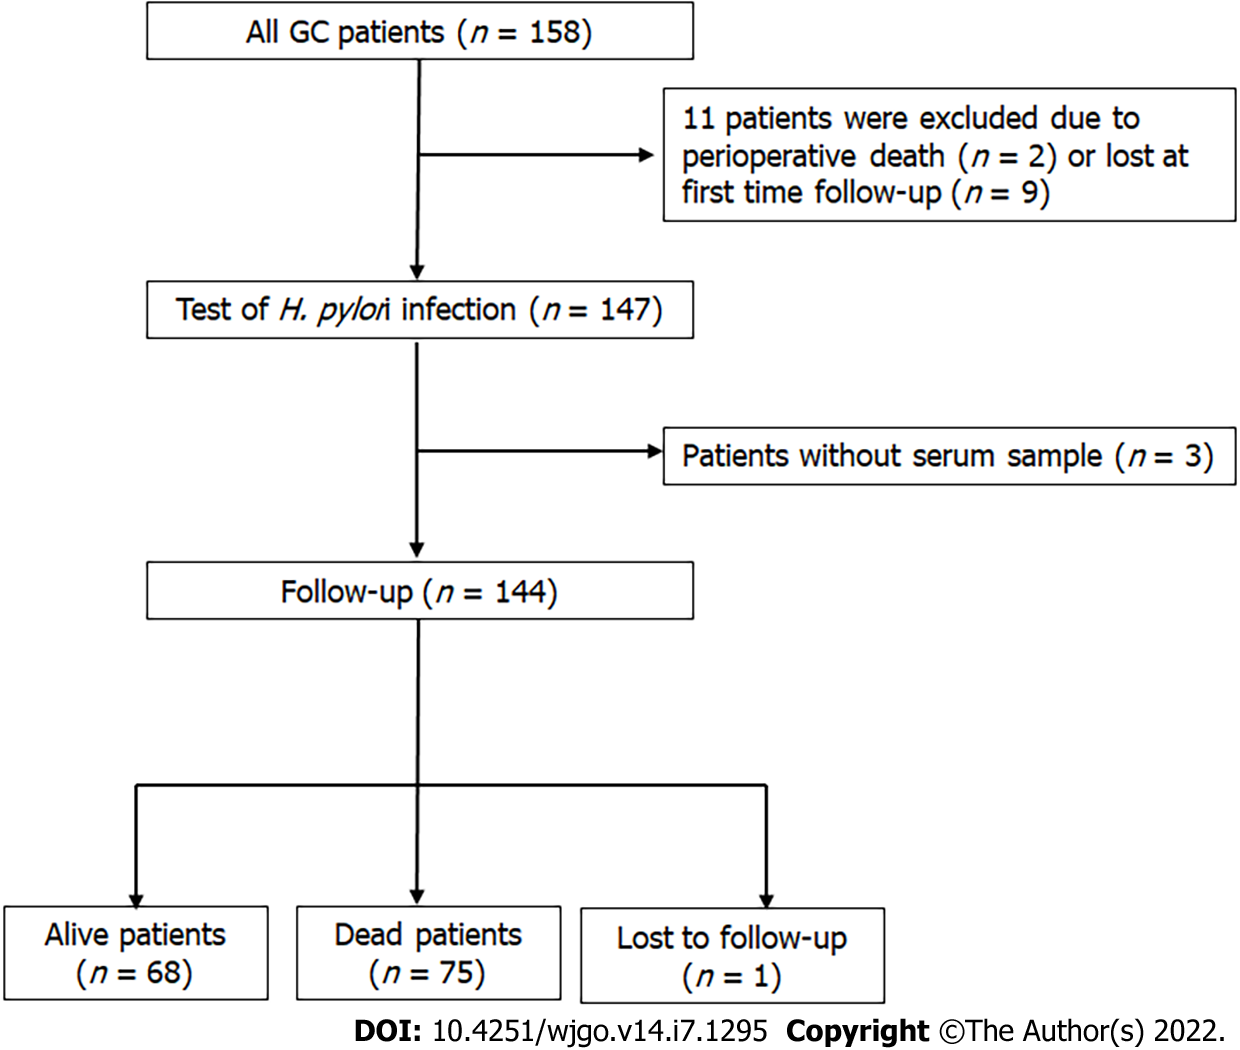 All GC patients (n = 158)
11 patients were excluded due to
perioperative death (n = 2) or lost at
first time follow-up (n = 9)
Test of H. pylori infection (n = 147)
Patients without serum sample (n = 3)
Follow-up (n = 144)
Alive patients
(n = 68)
Dead patients
(n = 75)
Lost to follow-up
(n = 1)
DOI: 10.4251/wjgo.v14.i7.1295 Copyright ©The Author(s) 2022.